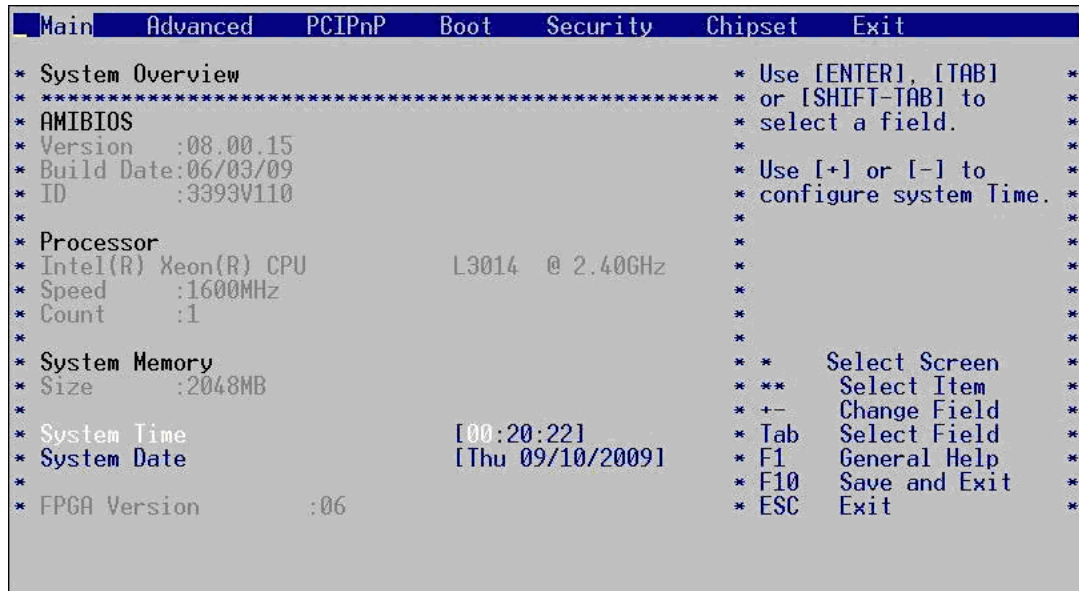 Main Advanced PCIPnP Boot Security Chipset Exit
* System Overview * Use [ENTER], [TAB] *
* *************************************************** * or [SHIFT-TAB] to *
* AMIBIOS * select a field. *
* Version :08.00.15 * *
* Build Date:06/03/09 * Use [+] or [-] to *
* ID :3393V110 * configure system Time. *
* * *
* Processor * *
* Intel(R) Xeon(R) CPU L3014 @ 2.40GHz * *
* Speed :1600MHz * *
* Count :1 * *
* * *
* System Memory * * Select Screen *
* Size :2048MB * ** Select Item *
* * +- Change Field *
* System Time [00:20:22] * Tab Select Field *
* System Date [Thu 09/10/2009] * F1 General Help *
* * F10 Save and Exit *
* FPGA Version :06 * ESC Exit *